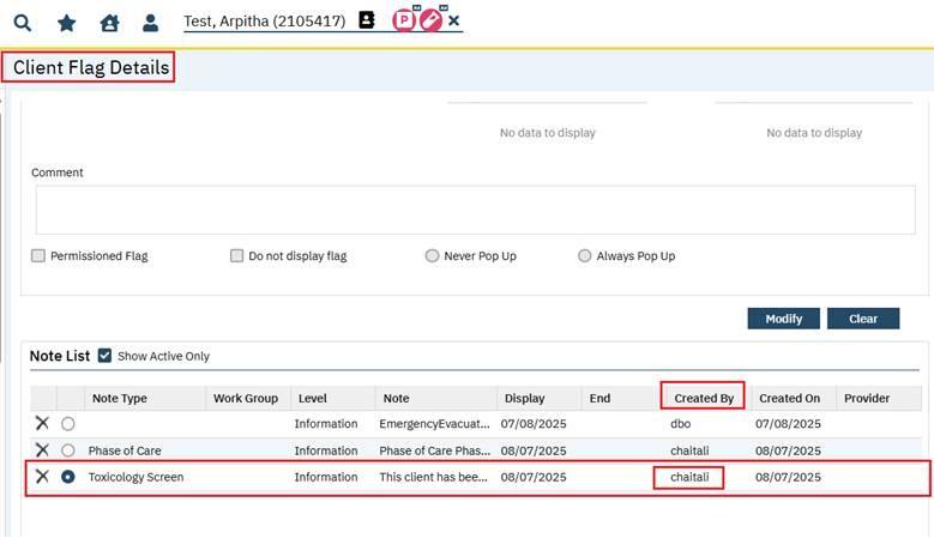 Test, Arpitha (2105417)
Client Flag Details
No data to display No data to display
Comment
Permissioned Flag Do not display flag Never Pop Up Always Pop Up
Modify Clear
Note List Show Active Only
Note Type Work Group Level Note Display End Created By Created On Provider
Information EmergencyEvacuat... 07/08/2025 dbo 07/08/2025
Phase of Care Information Phase of Care Phas... 08/07/2025 chaitali 08/07/2025
Toxicology Screen Information This client has bee... 08/07/2025 chaitali 08/07/2025